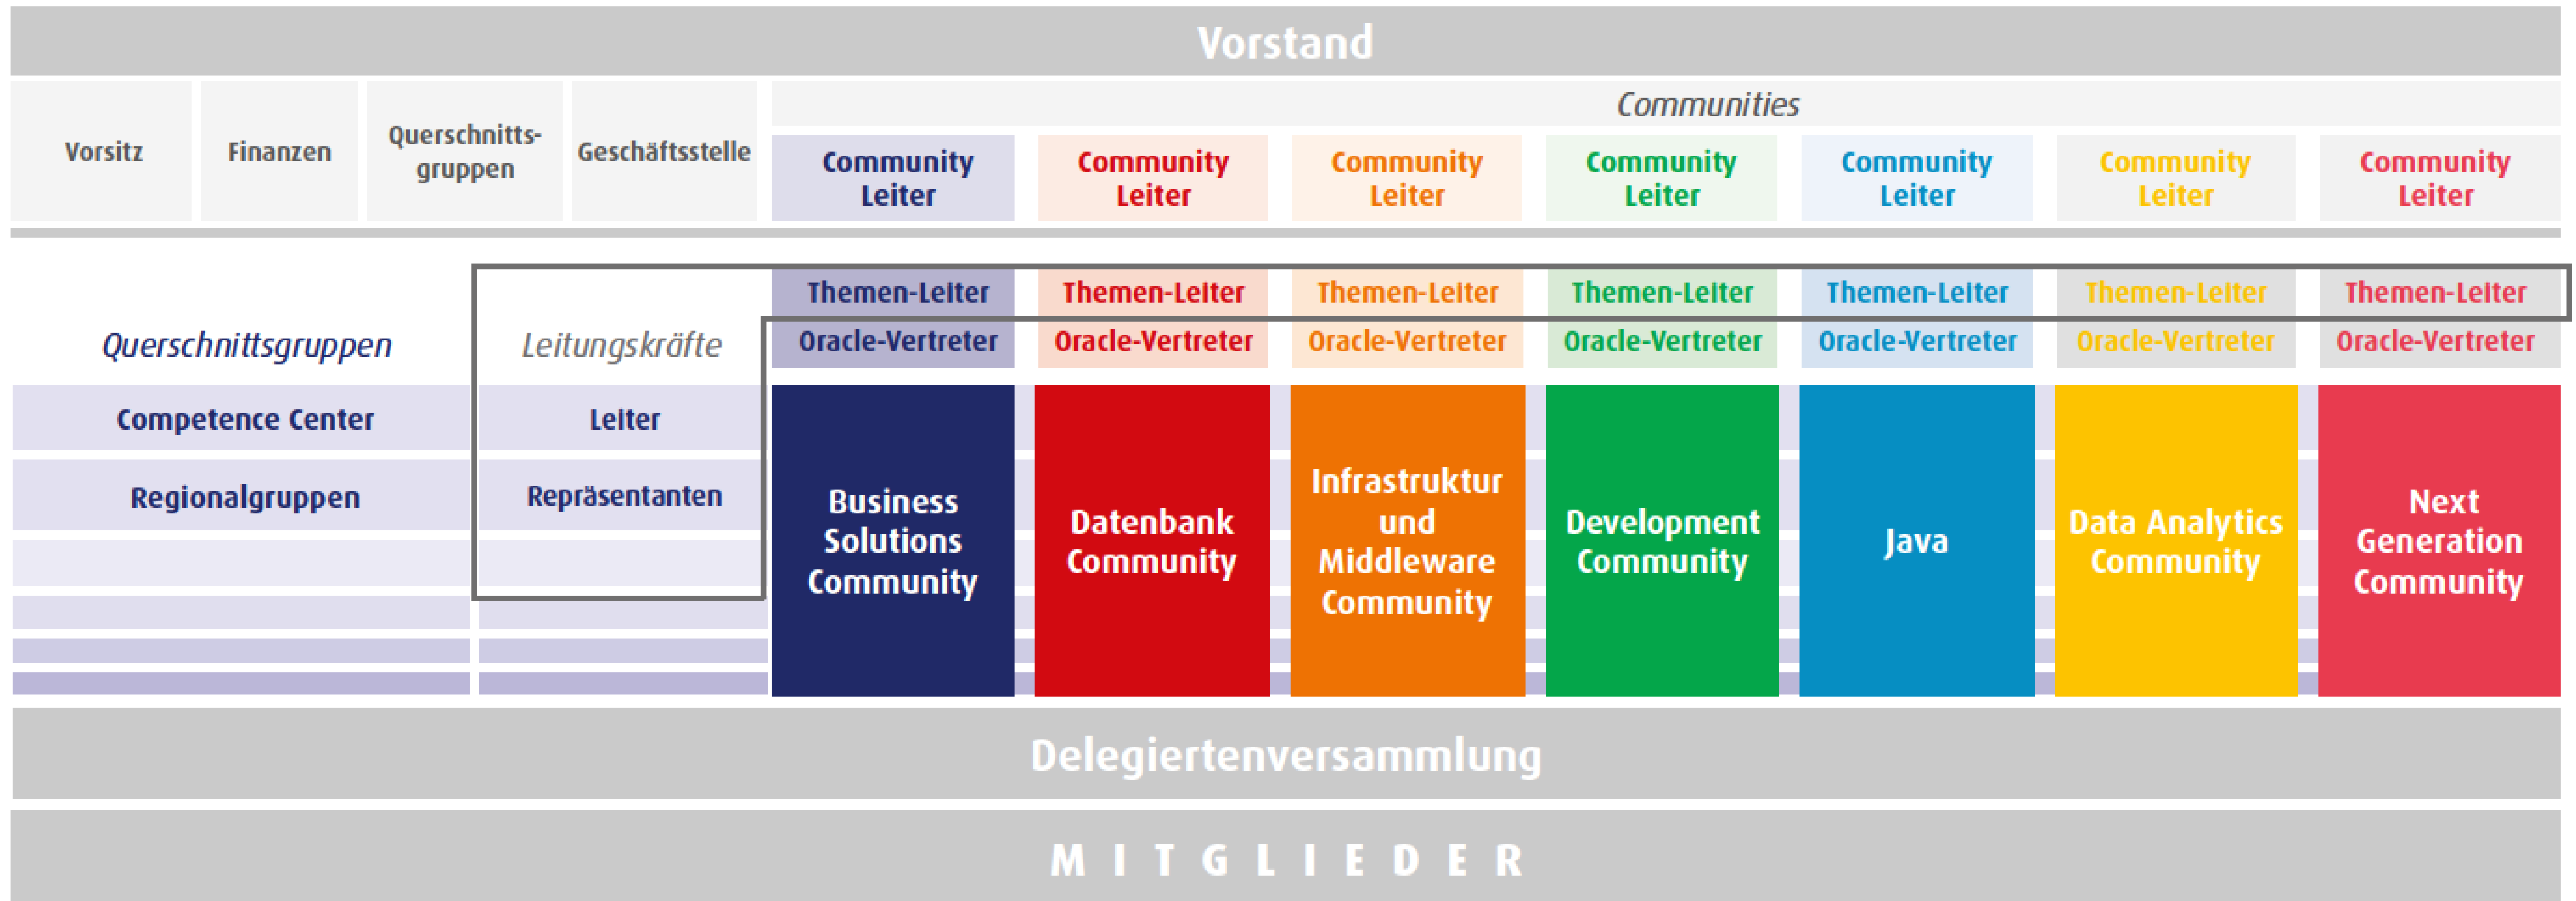 Vorstand
Communities
Vorsitz
Finanzen
Querschnitts-
gruppen
Geschäftsstelle
Community
Leiter
Community
Leiter
Community
Leiter
Community
Leiter
Community
Leiter
Community
Leiter
Community
Leiter
Themen-Leiter
Themen-Leiter
Themen-Leiter
Themen-Leiter
Themen-Leiter
Themen-Leiter
Themen-Leiter
Querschnittsgruppen
Leitungskräfte
Oracle-Vertreter
Oracle-Vertreter
Oracle-Vertreter
Oracle-Vertreter
Oracle-Vertreter
Oracle-Vertreter
Oracle-Vertreter
Competence Center
Leiter
Regionalgruppen
Repräsentanten
Business
Solutions
Community
Datenbank
Community
Infrastruktur
und
Middleware
Community
Development
Community
Java
Data Analytics
Community
Next
Generation
Community
Delegiertenversammlung
MITGLIEDER